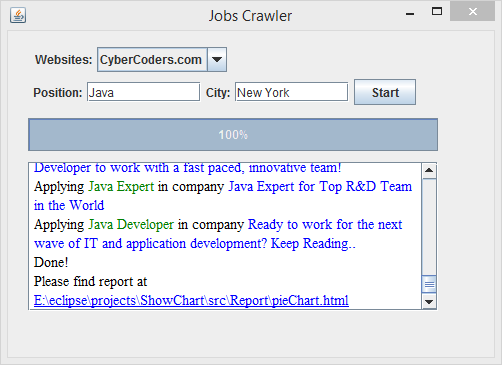 Jobs Crawler
Websites: CyberCoders.com
Position: Java City: New York Start
100%
Developer to work with a fast paced, innovative team!
Applying Java Expert in company Java Expert for Top R&D Team
in the World
Applying Java Developer in company Ready to work for the next
wave of IT and application development? Keep Reading..
Done!
Please find report at
E:\eclipse\projects\ShowChart\src\Report\pieChart.html